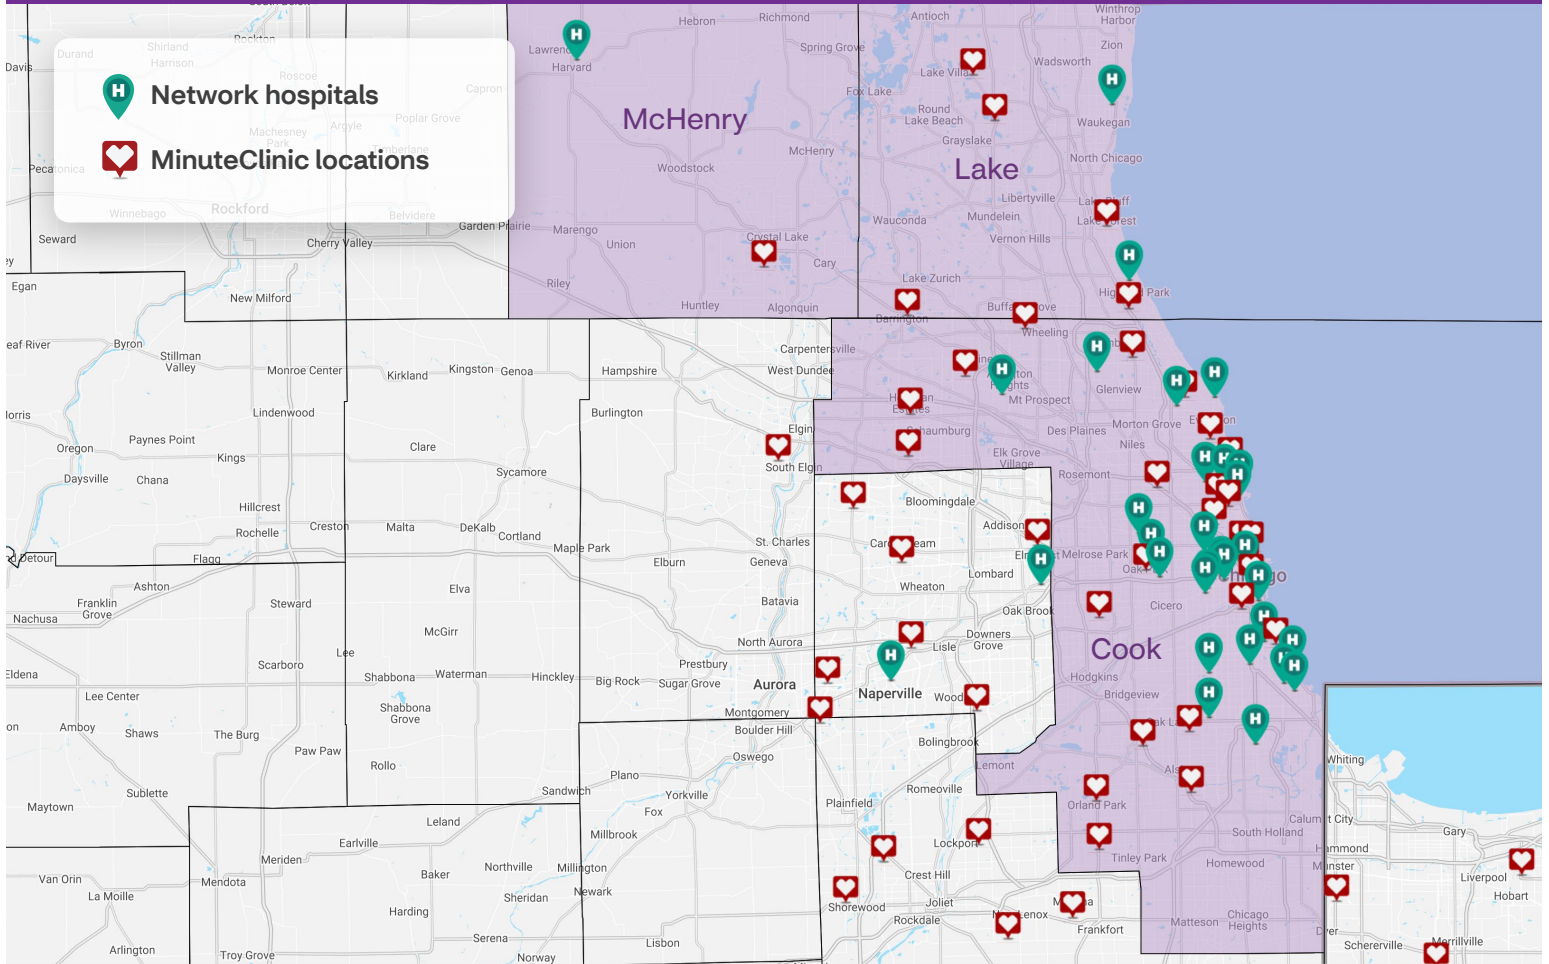 Network hospitals
MinuteClinic locations
McHenry
Lake
Cook
Hebron
Richmond
Antioch
Winthrop
Harbor
Spring Grove
Zion
Wadsworth
Harvard
Fox Lake
Round
Lake Beach
Waukegan
Grayslake
McHenry
North Chicago
Woodstock
Libertyville
Mundelein
Wauconda
Vernon Hills
Garden Prairie
Marengo
Union
Crystal Lake
Cary
Lake Zurich
Riley
Huntley
Algonquin
Barrington
Wheeling
Durand
Shirland
Harrison
Rockton
Roscoe
Davis
Capron
Poplar Grove
Argyle
Machesney
Park
Timberlane
Pecatonica
Winnebago
Rockford
Belvidere
Cherry Valley
Seward
Egan
New Milford
Byron
Stillman
Valley
Monroe Center
Kirkland
Kingston
Genoa
Hampshire
Carpentersville
West Dundee
Burlington
Lindenwood
Paynes Point
Oregon
Kings
Clare
Sycamore
Daysville
Chana
Hillcrest
Rochelle
Creston
Malta
DeKalb
Cortland
Maple Park
Flagg
Elgin
South Elgin
St. Charles
Geneva
Elburn
Batavia
North Aurora
Ashton
Franklin
Grove
Nachusa
Steward
Elva
McGirr
Lee
Scarboro
Shabbona
Waterman
Hinckley
Big Rock
Sugar Grove
Prestbury
Aurora
Montgomery
Boulder Hill
Oswego
Lee Center
Amboy
Shaws
The Burg
Paw Paw
Shabbona
Grove
Rollo
Sublette
Maytown
Plano
Yorkville
Sandwich
Fox
Millbrook
Leland
Earlville
Meriden
Mendota
Baker
Northville
Millington
Newark
Sheridan
Harding
Serena
Norway
Lisbon
Van Orin
La Moille
Arlington
Troy Grove
Glenview
Mt Prospect
Morton Grove
Des Plaines
Niles
Elk Grove
Village
Rosemont
Schaumburg
Bloomingdale
Addison
Wheaton
Lombard
Melrose Park
Oak Brook
Cicero
Downers
Grove
Lisle
Naperville
Hodgkins
Bridgeview
Bolingbrook
Lemont
Romeoville
Plainfield
Lockport
Crest Hill
Joliet
Shorewood
Rockdale
Frankfort
Orland Park
Tinley Park
South Holland
Homewood
Matteson
Chicago
Heights
Calumet City
Whiting
Hammond
Munster
Gary
Liverpool
Hobart
Dyer
Schererville
Merrillville